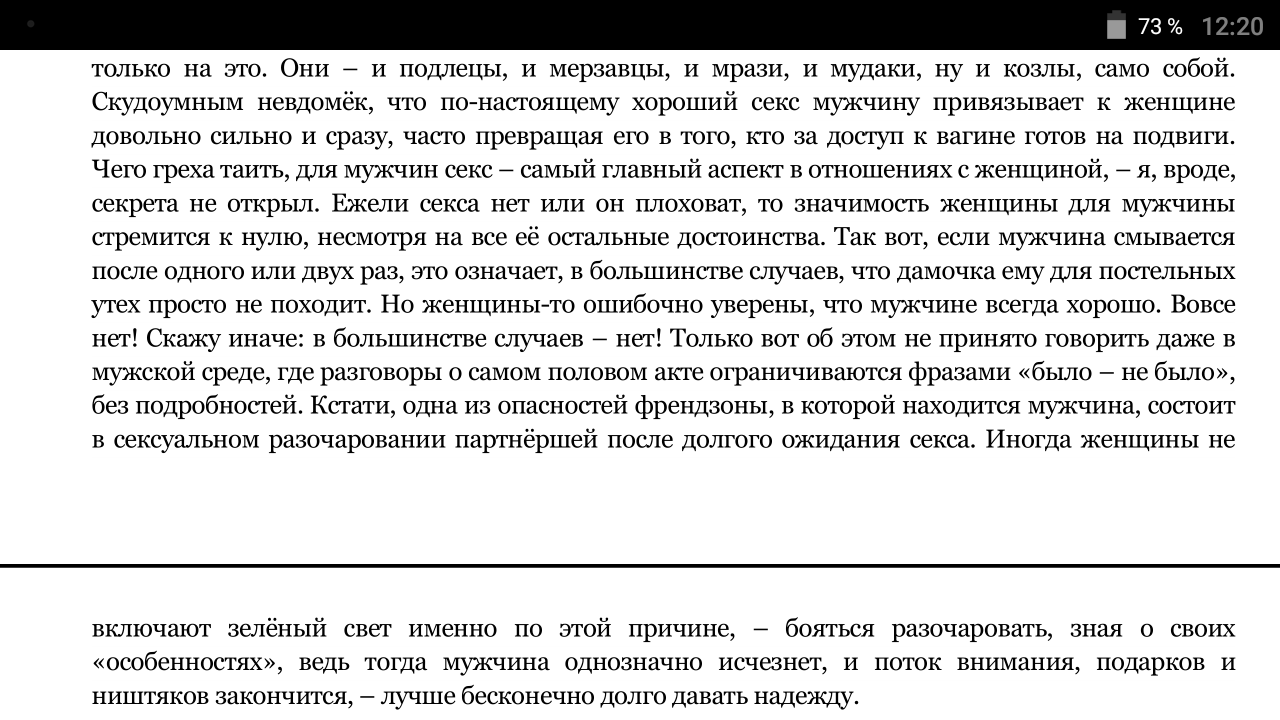 73 % 12:20
только на это. Они – и подлецы, и мерзавцы, и мрази, и мудаки, ну и козлы, само собой.
Скудоумным невдомёк, что по-настоящему хороший секс мужчину привязывает к женщине
довольно сильно и сразу, часто превращая его в того, кто за доступ к вагине готов на подвиги.
Чего греха таить, для мужчин секс – самый главный аспект в отношениях с женщиной, – я, вроде,
секрета не открыл. Ежели секса нет или он плоховат, то значимость женщины для мужчины
стремится к нулю, несмотря на все её остальные достоинства. Так вот, если мужчина смывается
после одного или двух раз, это означает, в большинстве случаев, что дамочка ему для постельных
утех просто не походит. Но женщины-то ошибочно уверены, что мужчине всегда хорошо. Вовсе
нет! Скажу иначе: в большинстве случаев – нет! Только вот об этом не принято говорить даже в
мужской среде, где разговоры о самом половом акте ограничиваются фразами «было – не было»,
без подробностей. Кстати, одна из опасностей френдзоны, в которой находится мужчина, состоит
в сексуальном разочаровании партнёршей после долгого ожидания секса. Иногда женщины не
включают зелёный свет именно по этой причине, – бояться разочаровать, зная о своих
«особенностях», ведь тогда мужчина однозначно исчезнет, и поток внимания, подарков и
ништяков закончится, – лучше бесконечно долго давать надежду.